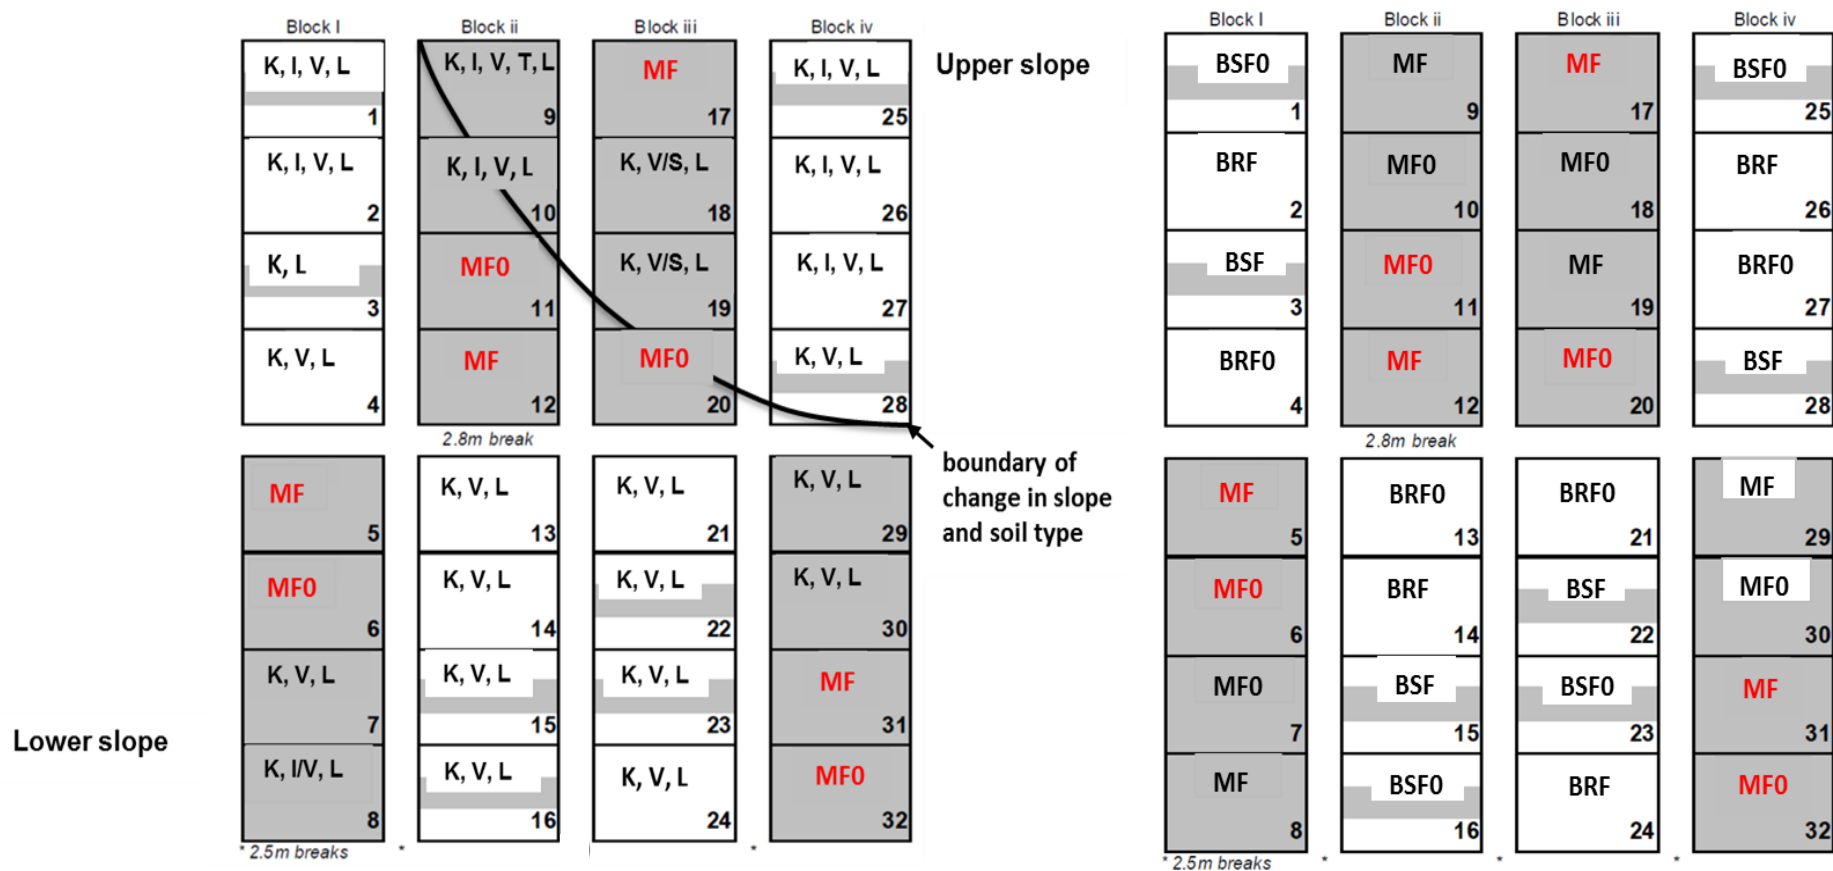 Block I Block ii Block iii Block iv
K, I, V, L K, I, V, T, L MF K, I, V, L
1 9 17 25
K, I, V, L K, I, V, L K, V/S, L K, I, V, L
2 10 18 26
K, L MF0 K, V/S, L K, I, V, L
3 11 19 27
K, V, L MF MF0 K, V, L
4 12 20 28
2.8m break
MF K, V, L K, V, L K, V, L
5 13 21 29
MF0 K, V, L K, V, L K, V, L
6 14 22 30
K, V, L K, V, L K, V, L MF
7 15 23 31
K, I/V, L K, V, L K, V, L MF0
8 16 24 32
* 2.5m breaks * *
Upper slope
Lower slope
boundary of
change in slope
and soil type
Block I Block ii Block iii Block iv
BSF0 MF MF BSF0
1 9 17 25
BRF MF0 MF0 BRF
2 10 18 26
BSF MF0 MF BRF0
3 11 19 27
BRF0 MF MF0 BSF
4 12 20 28
2.8m break
MF BRF0 BRF0 MF
5 13 21 29
MF0 BRF BSF MF0
6 14 22 30
MF0 BSF BSF0 MF
7 15 23 31
MF BSF0 BRF MF0
8 16 24 32
* 2.5m breaks * * *